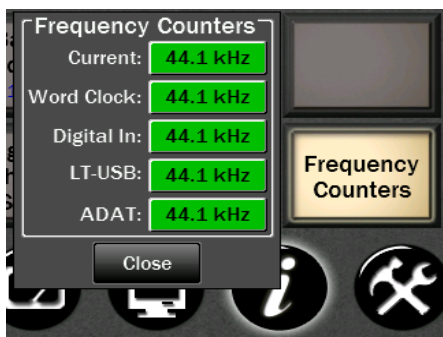 Frequency Counters
Current: 44.1 kHz
Word Clock: 44.1 kHz
Digital In: 44.1 kHz
LT-USB: 44.1 kHz
ADAT: 44.1 kHz
Close
Frequency
Counters